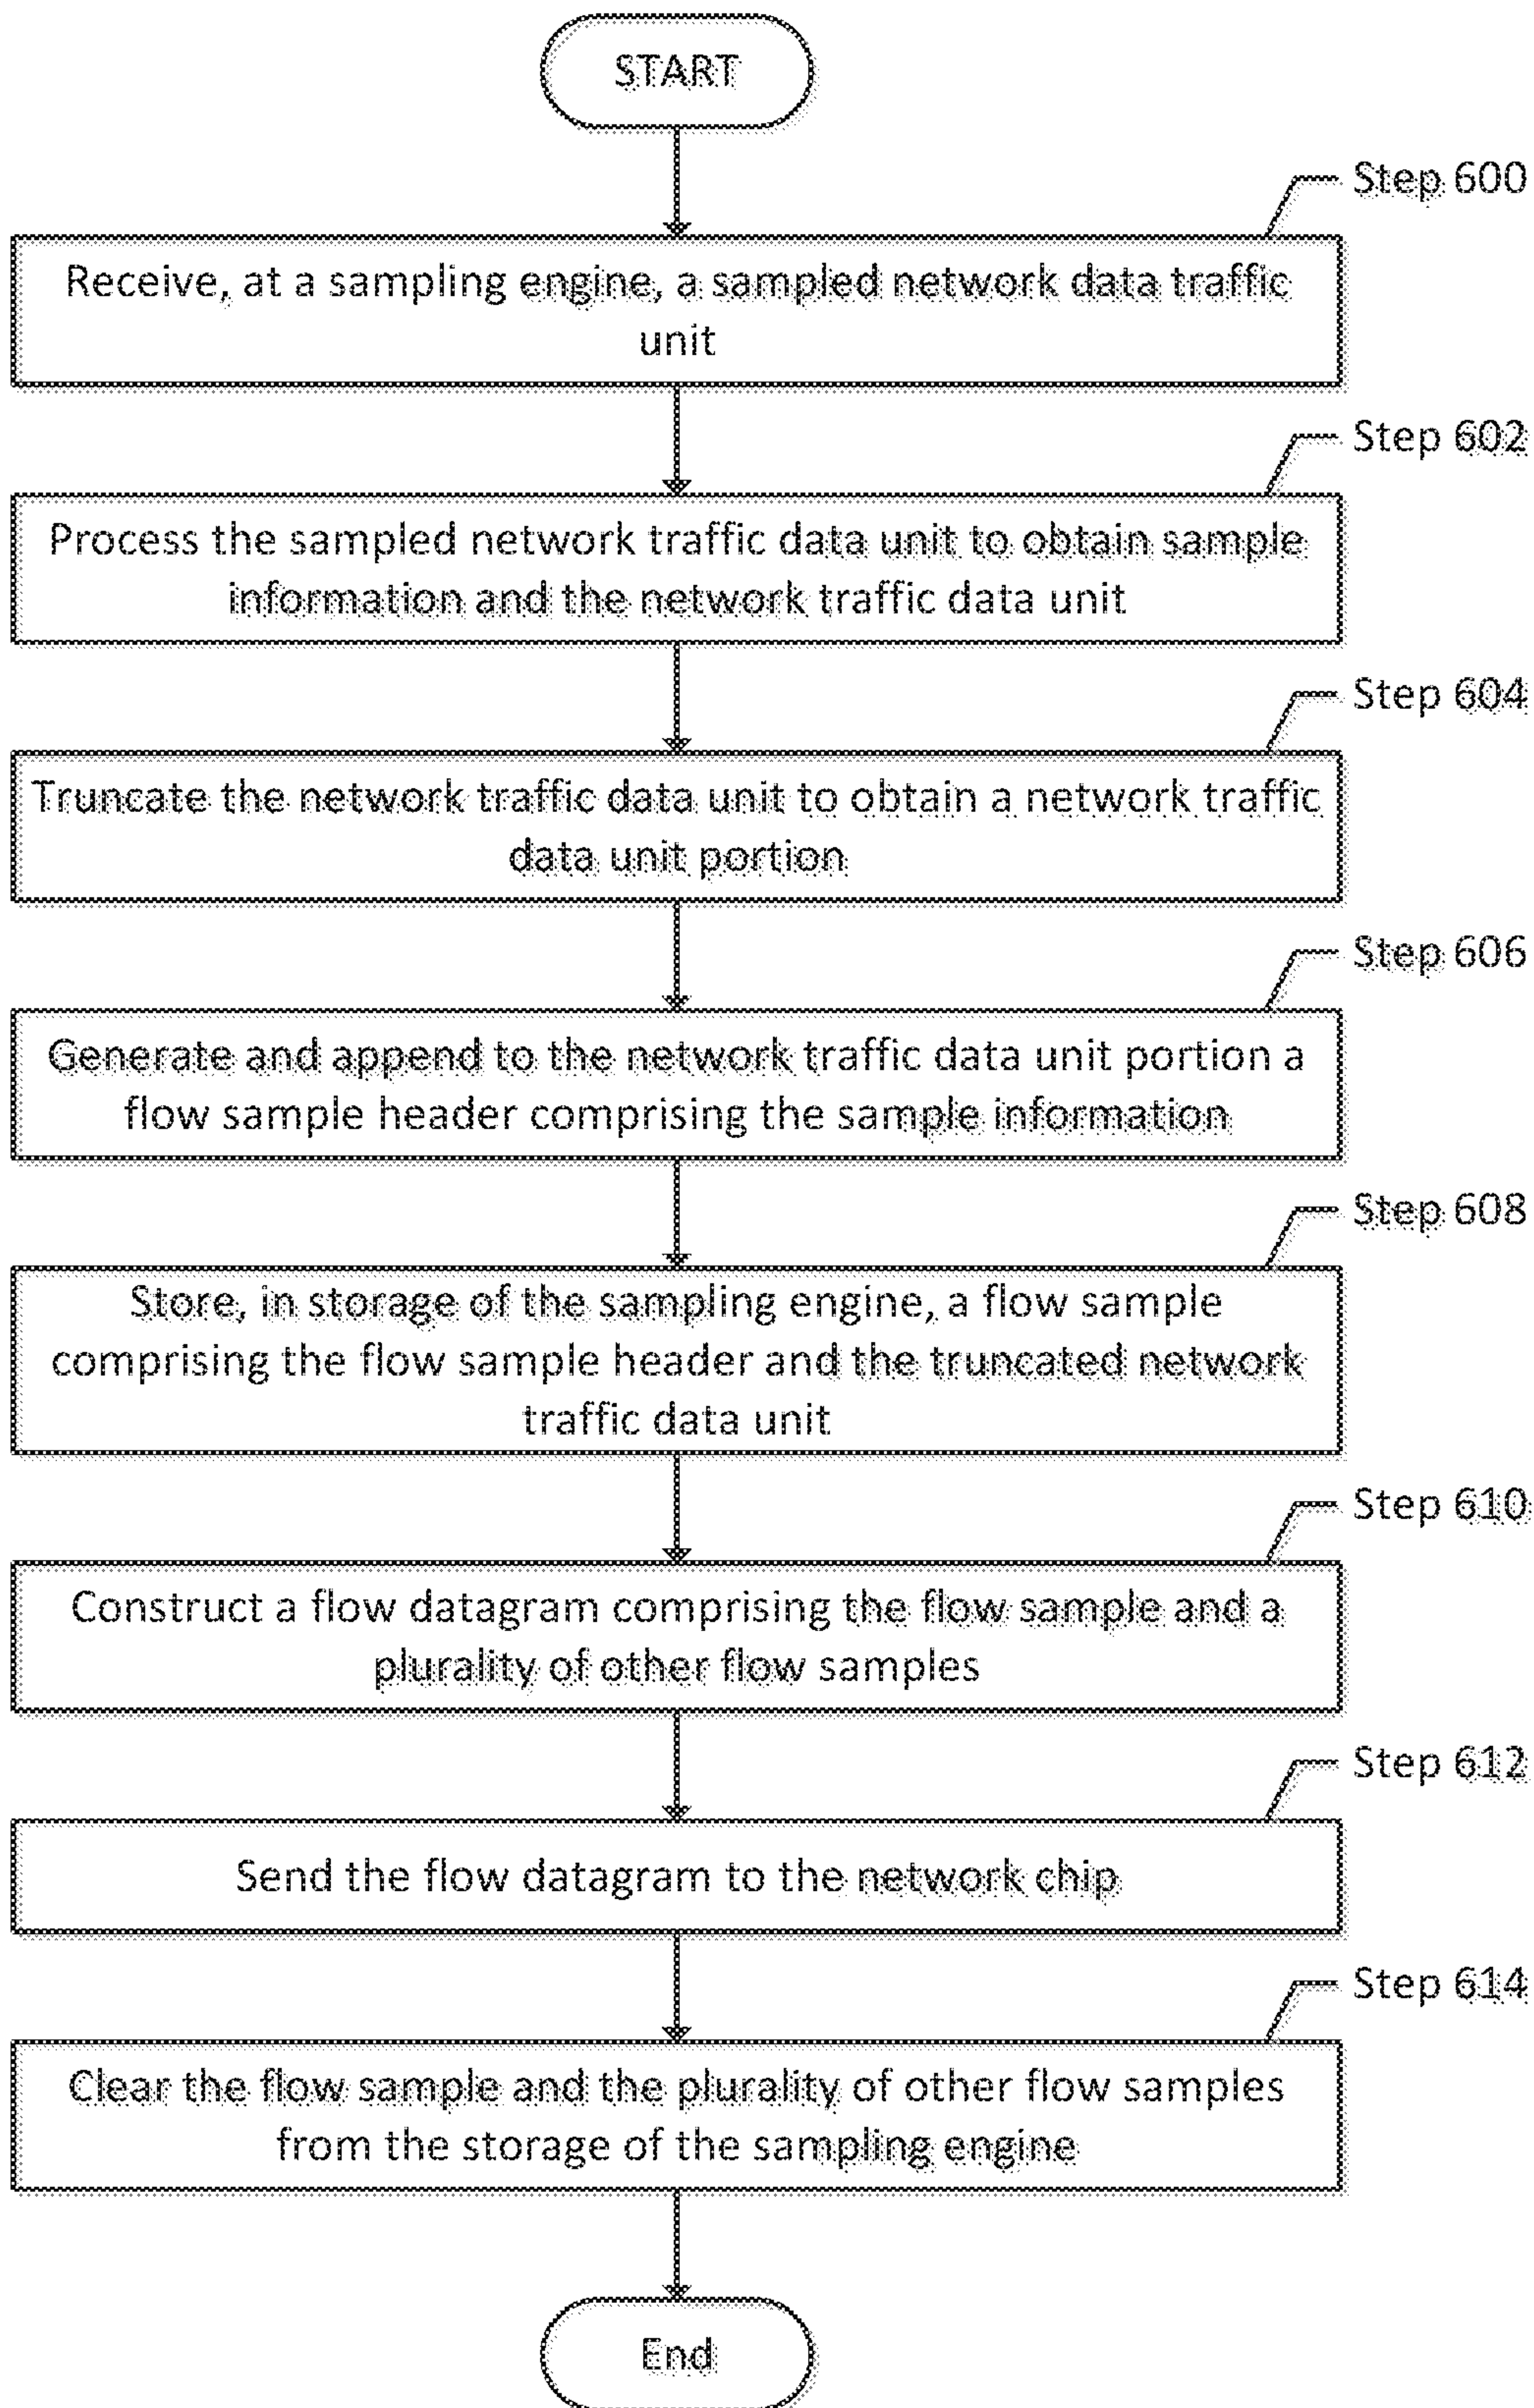 START
Step 600
Receive, at a sampling engine, a sampled network data traffic
unit
Step 602
Process the sampled network traffic data unit to obtain sample
information and the network traffic data unit
Step 604
Truncate the network traffic data unit to obtain a network traffic
data unit portion
Step 606
Generate and append to the network traffic data unit portion a
flow sample header comprising the sample information
Step 608
Store, in storage of the sampling engine, a flow sample
comprising the flow sample header and the truncated network
traffic data unit
Step 610
Construct a flow datagram comprising the flow sample and a
plurality of other flow samples
Step 612
Send the flow datagram to the network chip
Step 614
Clear the flow sample and the plurality of other flow samples
from the storage of the sampling engine
End